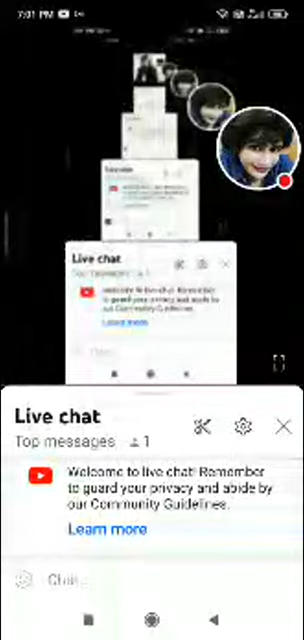 7:01 PM
Live chat
Top messages 1
Welcome to live chat! Remember
to guard your privacy and abide by
our Community Guidelines.
Learn more
Live chat
Top messages 1
Welcome to live chat! Remember
to guard your privacy and abide by
our Community Guidelines.
Learn more
Chat...